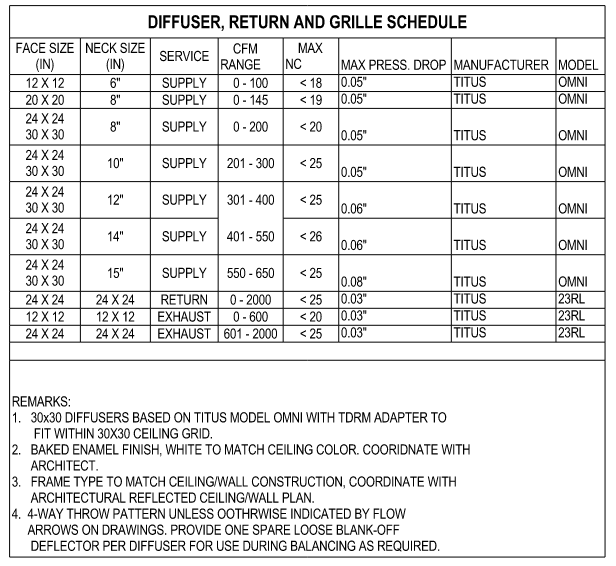 DIFFUSER, RETURN AND GRILLE SCHEDULE
FACE SIZE (IN) NECK SIZE (IN) SERVICE CFM RANGE MAX NC MAX PRESS. DROP MANUFACTURER MODEL
12 X 12 6" SUPPLY 0 - 100 < 18 0.05" TITUS OMNI
20 X 20 8" SUPPLY 0 - 145 < 19 0.05" TITUS OMNI
24 X 24
30 X 30 8" SUPPLY 0 - 200 < 20 0.05" TITUS OMNI
24 X 24
30 X 30 10" SUPPLY 201 - 300 < 25 0.05" TITUS OMNI
24 X 24
30 X 30 12" SUPPLY 301 - 400 < 25 0.06" TITUS OMNI
24 X 24
30 X 30 14" SUPPLY 401 - 550 < 26 0.06" TITUS OMNI
24 X 24
30 X 30 15" SUPPLY 550 - 650 < 25 0.08" TITUS OMNI
24 X 24 24 X 24 RETURN 0 - 2000 < 25 0.03" TITUS 23RL
12 X 12 12 X 12 EXHAUST 0 - 600 < 20 0.03" TITUS 23RL
24 X 24 24 X 24 EXHAUST 601 - 2000 < 25 0.03" TITUS 23RL
REMARKS:
1. 30x30 DIFFUSERS BASED ON TITUS MODEL OMNI WITH TDRM ADAPTER TO
FIT WITHIN 30X30 CEILING GRID.
2. BAKED ENAMEL FINISH, WHITE TO MATCH CEILING COLOR. COORIDNATE WITH
ARCHITECT.
3. FRAME TYPE TO MATCH CEILING/WALL CONSTRUCTION, COORDINATE WITH
ARCHITECTURAL REFLECTED CEILING/WALL PLAN.
4. 4-WAY THROW PATTERN UNLESS OOTHRWISE INDICATED BY FLOW
ARROWS ON DRAWINGS. PROVIDE ONE SPARE LOOSE BLANK-OFF
DEFLECTOR PER DIFFUSER FOR USE DURING BALANCING AS REQUIRED.